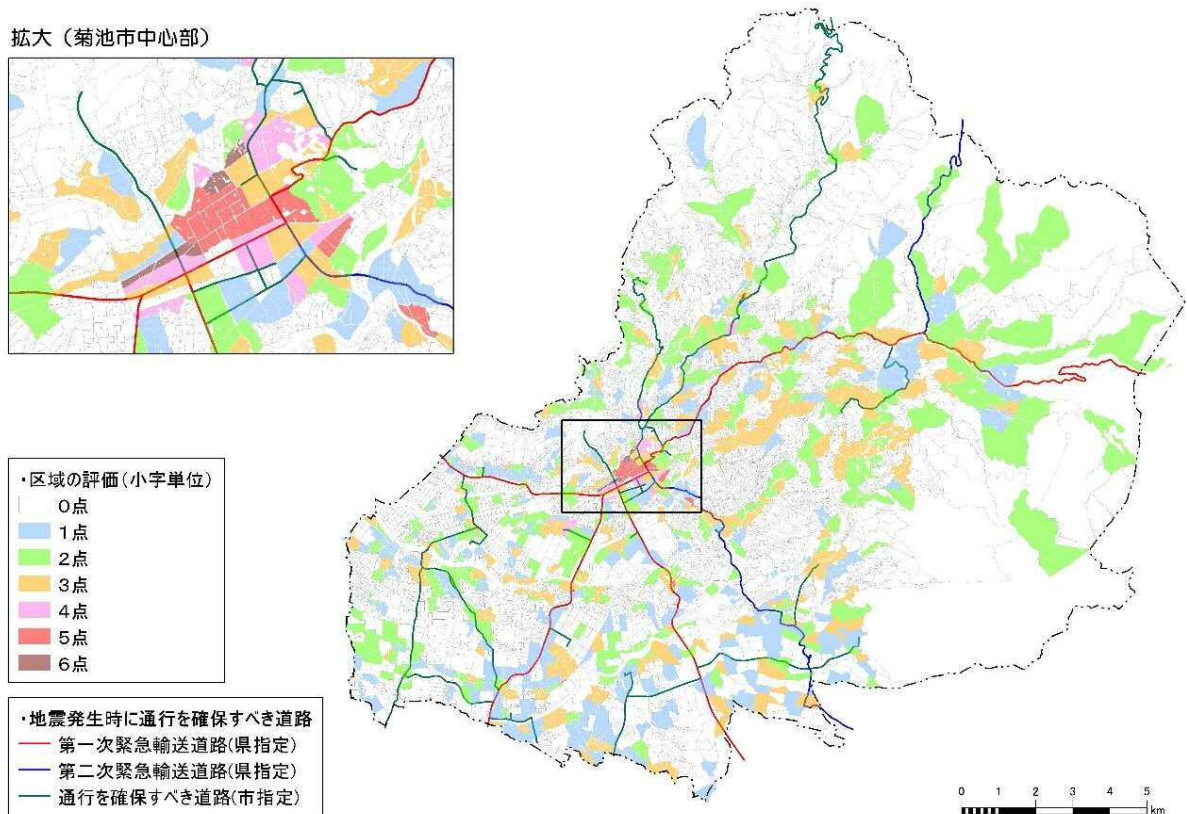 拡大（菊池市中心部）
・区域の評価（小字単位）
0点
1点
2点
3点
4点
5点
6点
・地震発生時に通行を確保すべき道路
第一次緊急輸送道路(県指定)
第二次緊急輸送道路(県指定)
通行を確保すべき道路(市指定)
0 1 2 3 4 5
km